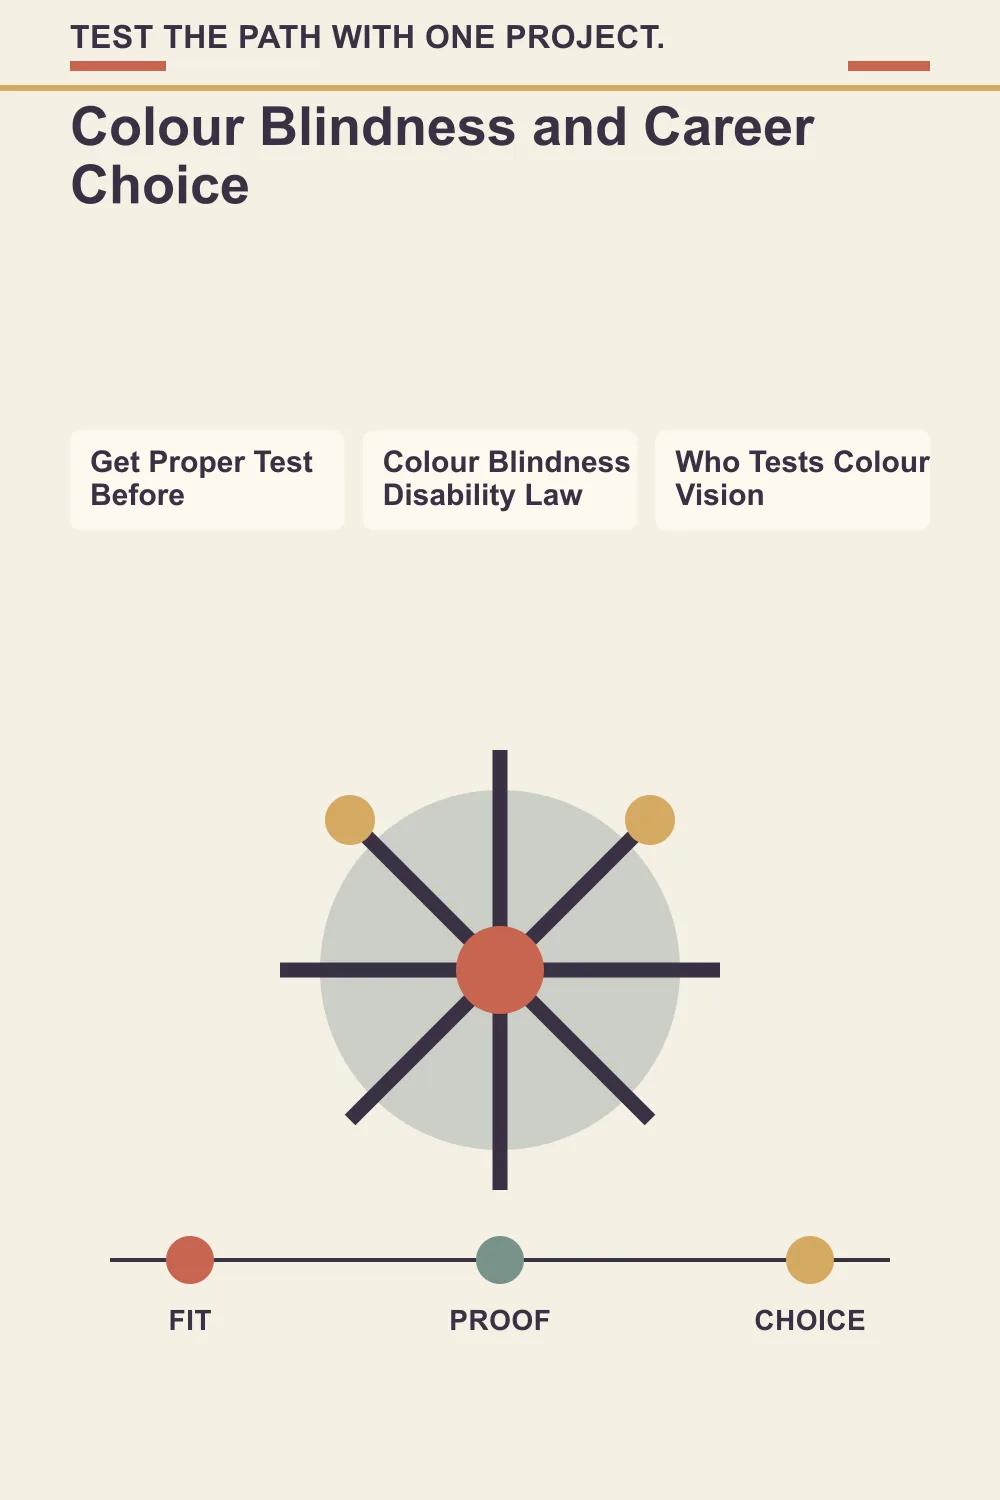 TEST THE PATH WITH ONE PROJECT.
Colour Blindness and Career
Choice
Get Proper Test
Before
Colour Blindness
Disability Law
Who Tests Colour
Vision
FIT
PROOF
CHOICE